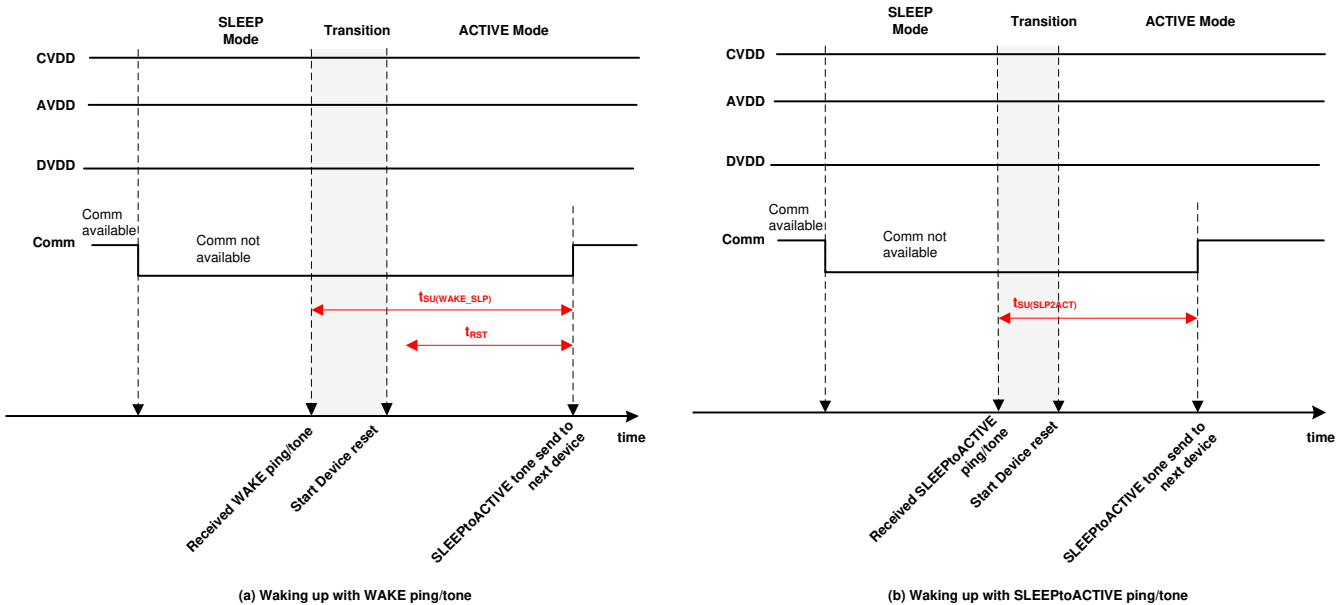 SLEEP
Mode
Transition
ACTIVE Mode
CVDD
AVDD
DVDD
Comm
available
Comm
Comm not
available
tSU(WAKE_SLP)
tRST
time
Received WAKE ping/tone
Start Device reset
SLEEPtoACTIVE tone send to
next device
(a) Waking up with WAKE ping/tone
SLEEP
Mode
Transition
ACTIVE Mode
CVDD
AVDD
DVDD
Comm
available
Comm
Comm not
available
tSU(SLP2ACT)
time
Received SLEEPtoACTIVE
ping/tone
Start Device reset
SLEEPtoACTIVE tone send to
next device
(b) Waking up with SLEEPtoACTIVE ping/tone